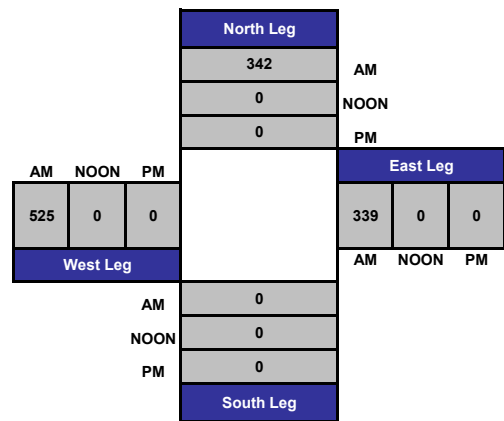 North Leg
342 AM
0 NOON
0 PM
AM NOON PM East Leg
525 0 0 339 0 0
West Leg AM NOON PM
AM 0
NOON 0
PM 0
South Leg